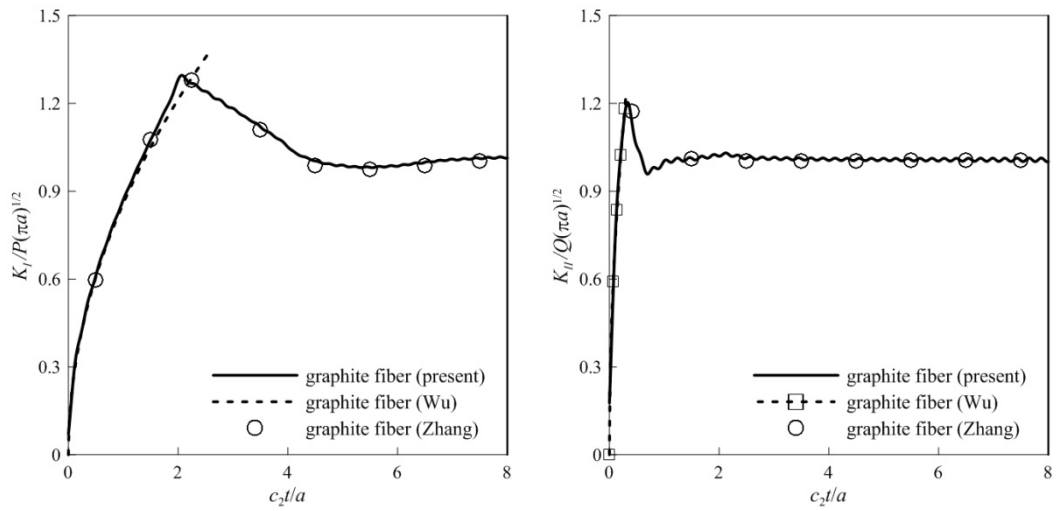 1.5
1.2
0.9
0.6
0.3
0
K_I/P(πa)^{1/2}
graphite fiber (present)
graphite fiber (Wu)
graphite fiber (Zhang)
0 2 4 6 8
c_2t/a
1.5
1.2
0.9
0.6
0.3
0
K_{II}/Q(πa)^{1/2}
graphite fiber (present)
graphite fiber (Wu)
graphite fiber (Zhang)
0 2 4 6 8
c_2t/a